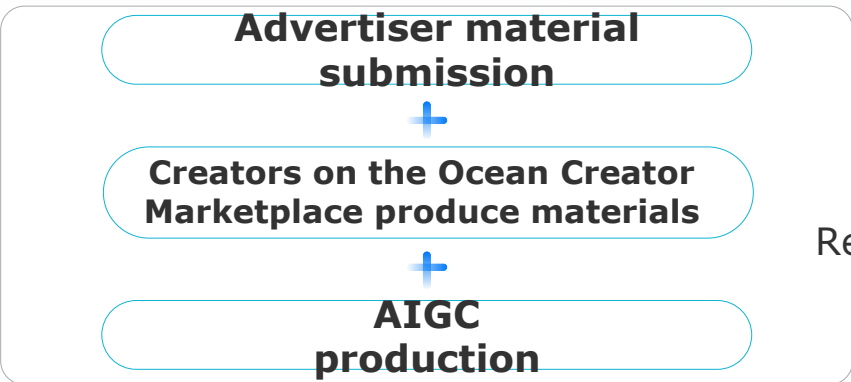 Advertiser material
submission
Creators on the Ocean Creator
Marketplace produce materials
Re
AIGC
production